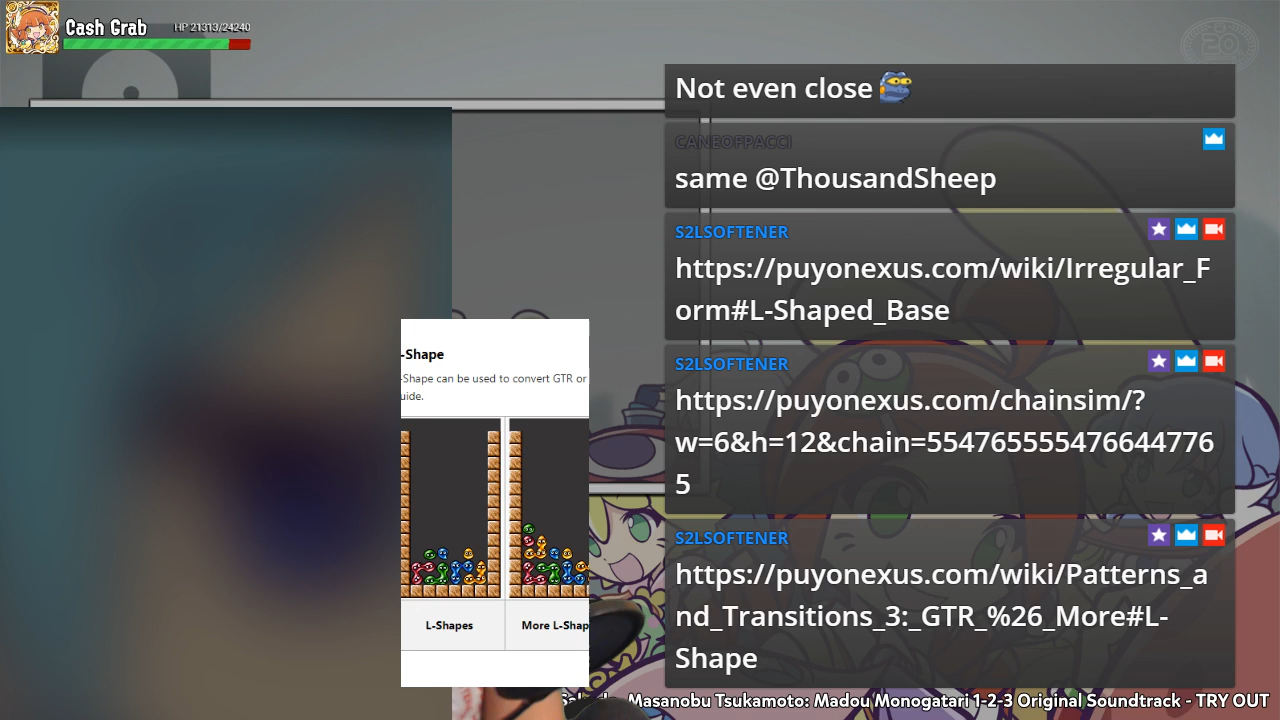 Cash Grab
HP 21313/24240
20
Not even close
CANEOFPACCI
same @ThousandSheep
S2LSOFTENER
https://puyonexus.com/wiki/Irregular_F
orm#L-Shaped_Base
S2LSOFTENER
https://puyonexus.com/chainsim/?
w=6&h=12&chain=55476555547664776
5
S2LSOFTENER
https://puyonexus.com/wiki/Patterns_a
nd_Transitions_3:_GTR_%26_More#L-
Shape
-Shape
-Shape can be used to convert GTR or
uide.
L-Shapes
More L-Shap
Masanobu Tsukamoto: Madou Monogatari 1-2-3 Original Soundtrack - TRY OUT